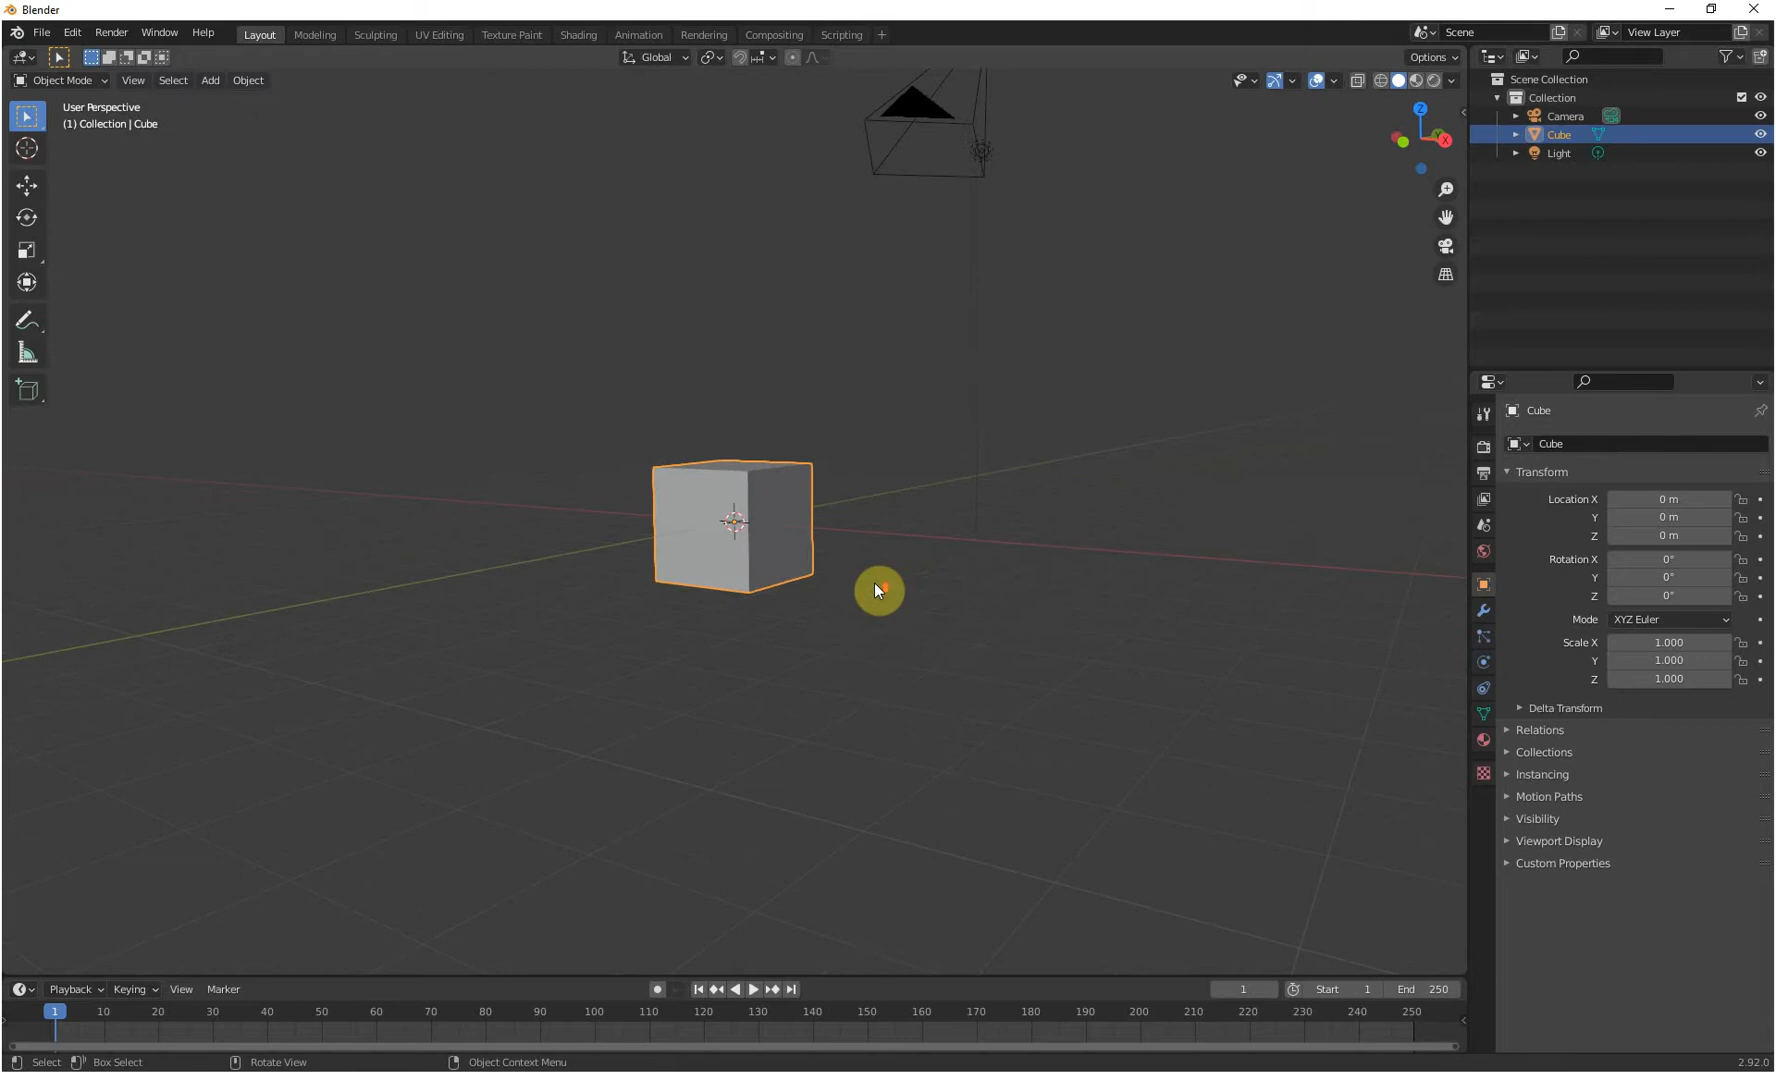 Blender
File Edit Render Window Help Layout Modeling Sculpting UV Editing Texture Paint Shading Animation Rendering Compositing Scripting + Scene View Layer
Global Options
Object Mode View Select Add Object
User Perspective
(1) Collection | Cube
Z
Y
X
Scene Collection
Collection
Camera
Cube
Light
Cube
Cube
Transform
Location X 0 m
Y 0 m
Z 0 m
Rotation X 0°
Y 0°
Z 0°
Mode XYZ Euler
Scale X 1.000
Y 1.000
Z 1.000
Delta Transform
Relations
Collections
Instancing
Motion Paths
Visibility
Viewport Display
Custom Properties
Playback Keying View Marker 1 Start 1 End 250
1 10 20 30 40 50 60 70 80 90 100 110 120 130 140 150 160 170 180 190 200 210 220 230 240 250
Select Box Select Rotate View Object Context Menu 2.92.0